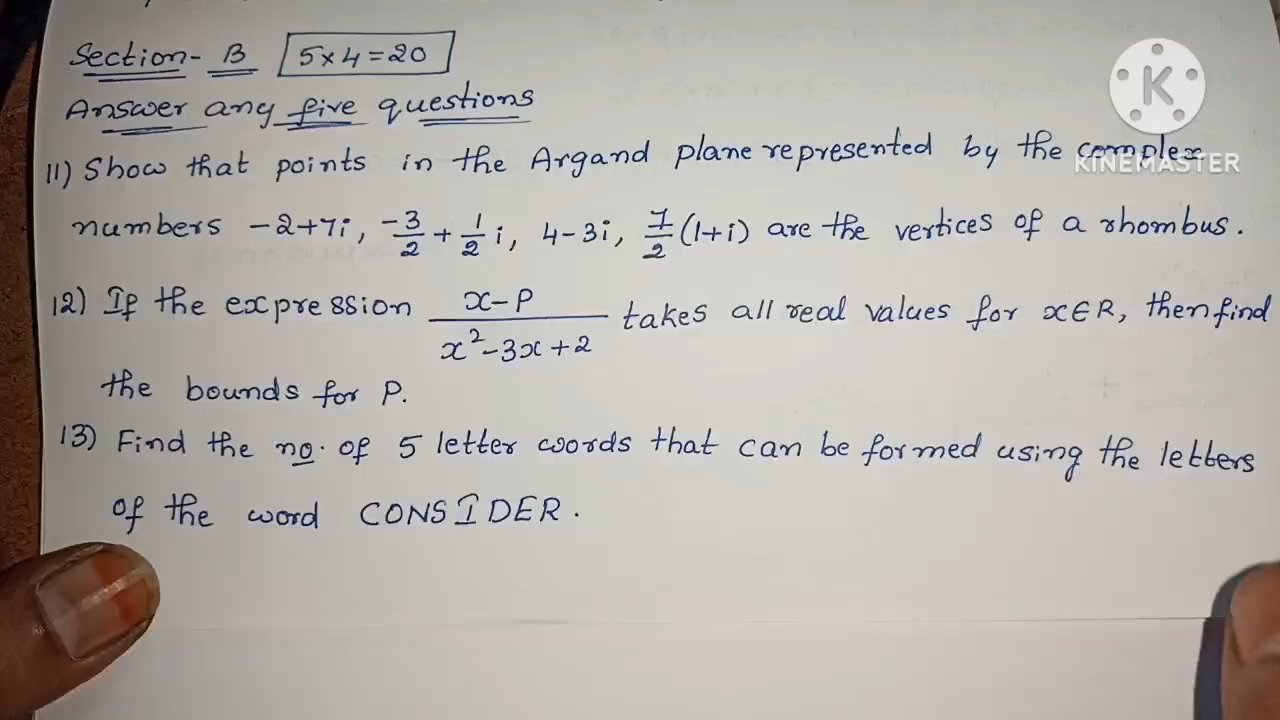 Section- B 5×4=20
Answer any five questions
K
KINEMASTER
11) Show that points in the Argand plane represented by the complex
numbers -2+7i, -3/2 + 1/2 i, 4-3i, 7/2 (1+i) are the vertices of a rhombus.
12) If the expression x-P / x²-3x+2 takes all real values for x∈R, then find
the bounds for P.
13) Find the no. of 5 letter words that can be formed using the letters
of the word CONSIDER.